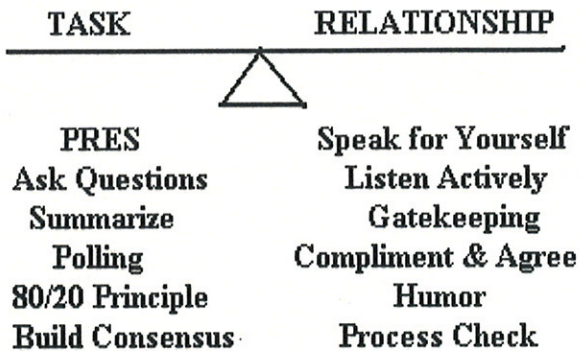 TASK RELATIONSHIP
PRES Speak for Yourself
Ask Questions Listen Actively
Summarize Gatekeeping
Polling Compliment & Agree
80/20 Principle Humor
Build Consensus Process Check